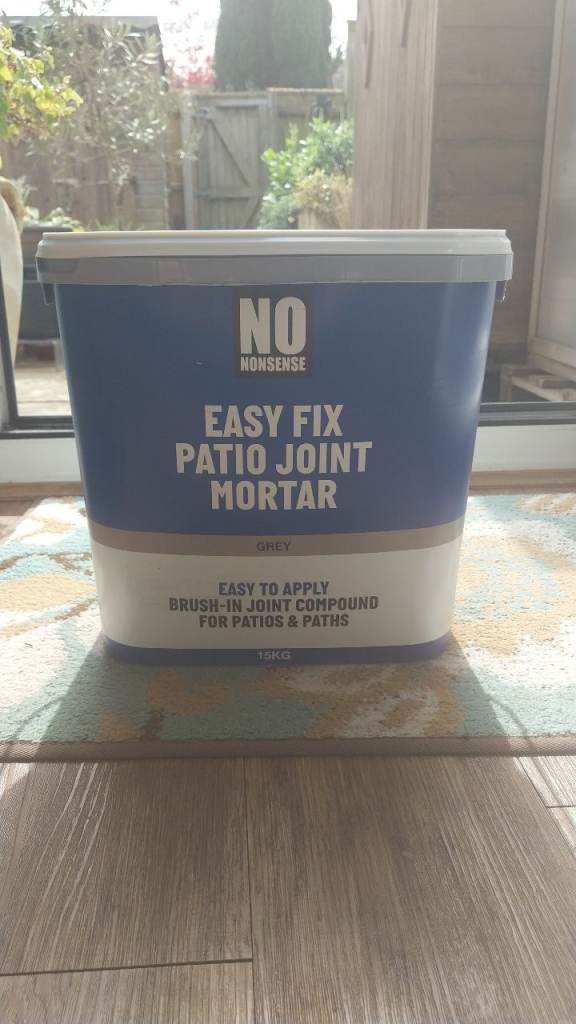 NO
NONSENSE
EASY FIX
PATIO JOINT
MORTAR
GREY
EASY TO APPLY
BRUSH-IN JOINT COMPOUND
FOR PATIOS & PATHS
15KG